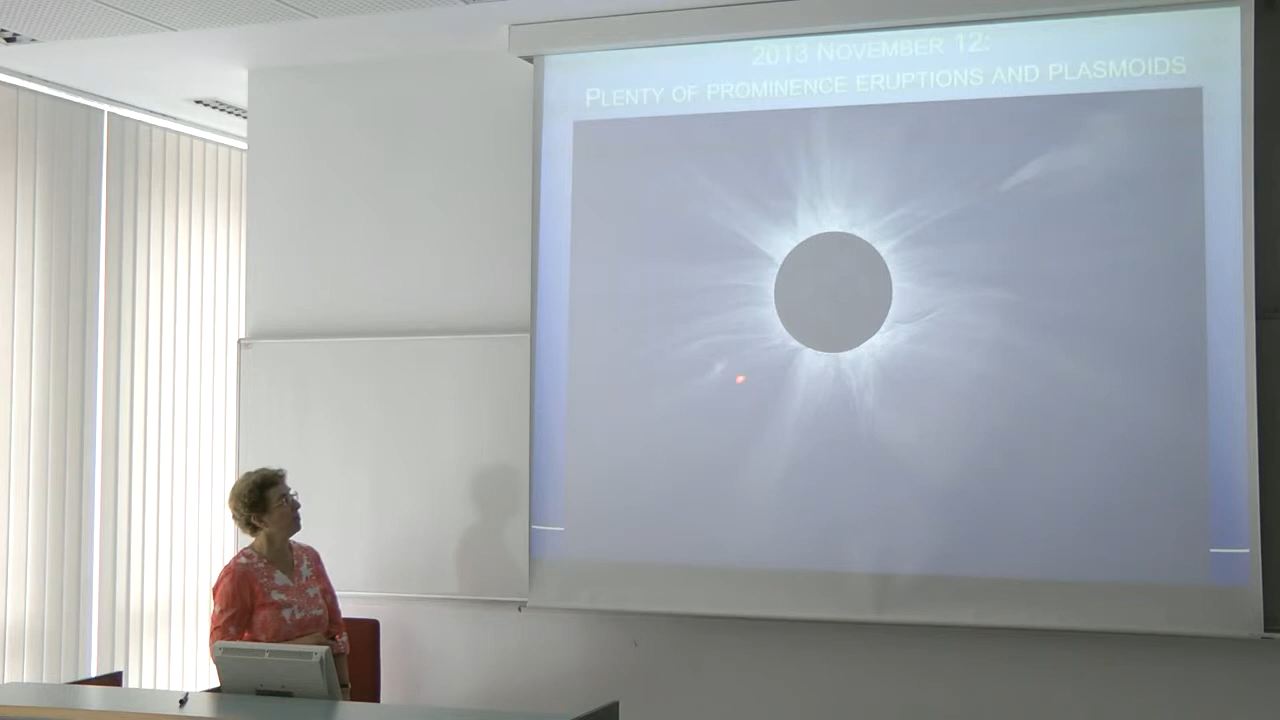 2013 NOVEMBER 12:
PLENTY OF PROMINENCE ERUPTIONS AND PLASMOIDS